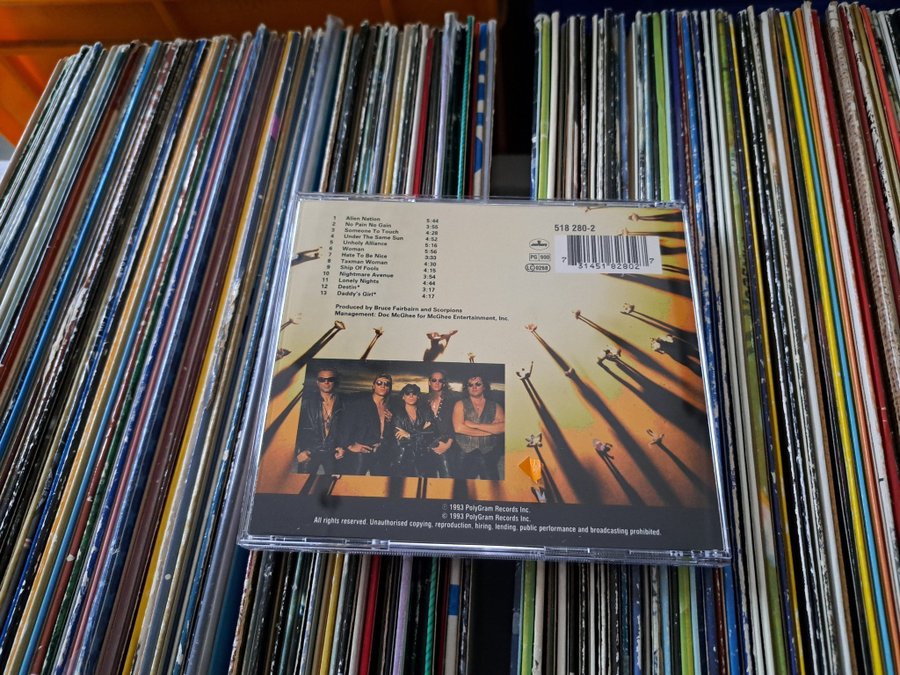 1 Alien Nation 5:44
2 No Pain No Gain 3:55
3 Someone To Touch 4:28
4 Under The Same Sun 4:52
5 Unholy Alliance 5:16
6 Woman 5:56
7 Hate To Be Nice 3:33
8 Taxman Woman 4:30
9 Ship Of Fools 4:15
10 Nightmare Avenue 3:54
11 Lonely Nights 4:44
12 Destin* 3:17
13 Daddy's Girl* 4:17
Produced by Bruce Fairbairn and Scorpions
Management: Doc McGhee for McGhee Entertainment, Inc.
518 280-2
PG 900
LC 0268
7 31451 82802 7
℗ 1993 PolyGram Records Inc.
© 1993 PolyGram Records Inc.
All rights reserved. Unauthorised copying, reproduction, hiring, lending, public performance and broadcasting prohibited.